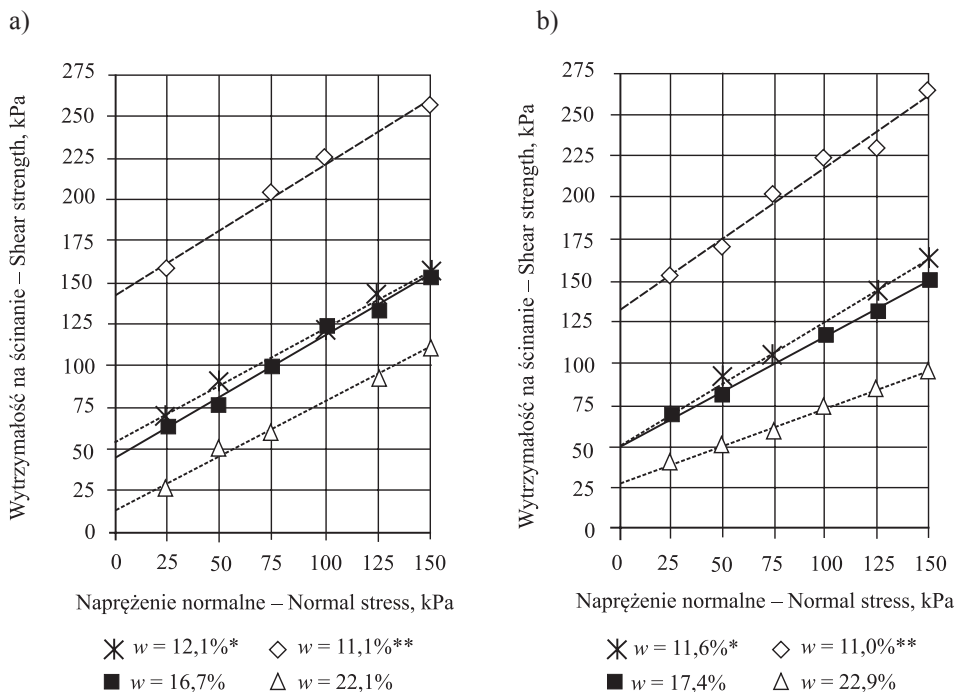 a)
Wytrzymałość na ścinanie – Shear strength, kPa
275
250
225
200
175
150
125
100
75
50
25
0
0 25 50 75 100 125 150
Naprężenie normalne – Normal stress, kPa
w = 12,1%* w = 11,1%**
w = 16,7% w = 22,1%
b)
Wytrzymałość na ścinanie – Shear strength, kPa
275
250
225
200
175
150
125
100
75
50
25
0
0 25 50 75 100 125 150
Naprężenie normalne – Normal stress, kPa
w = 11,6%* w = 11,0%**
w = 17,4% w = 22,9%